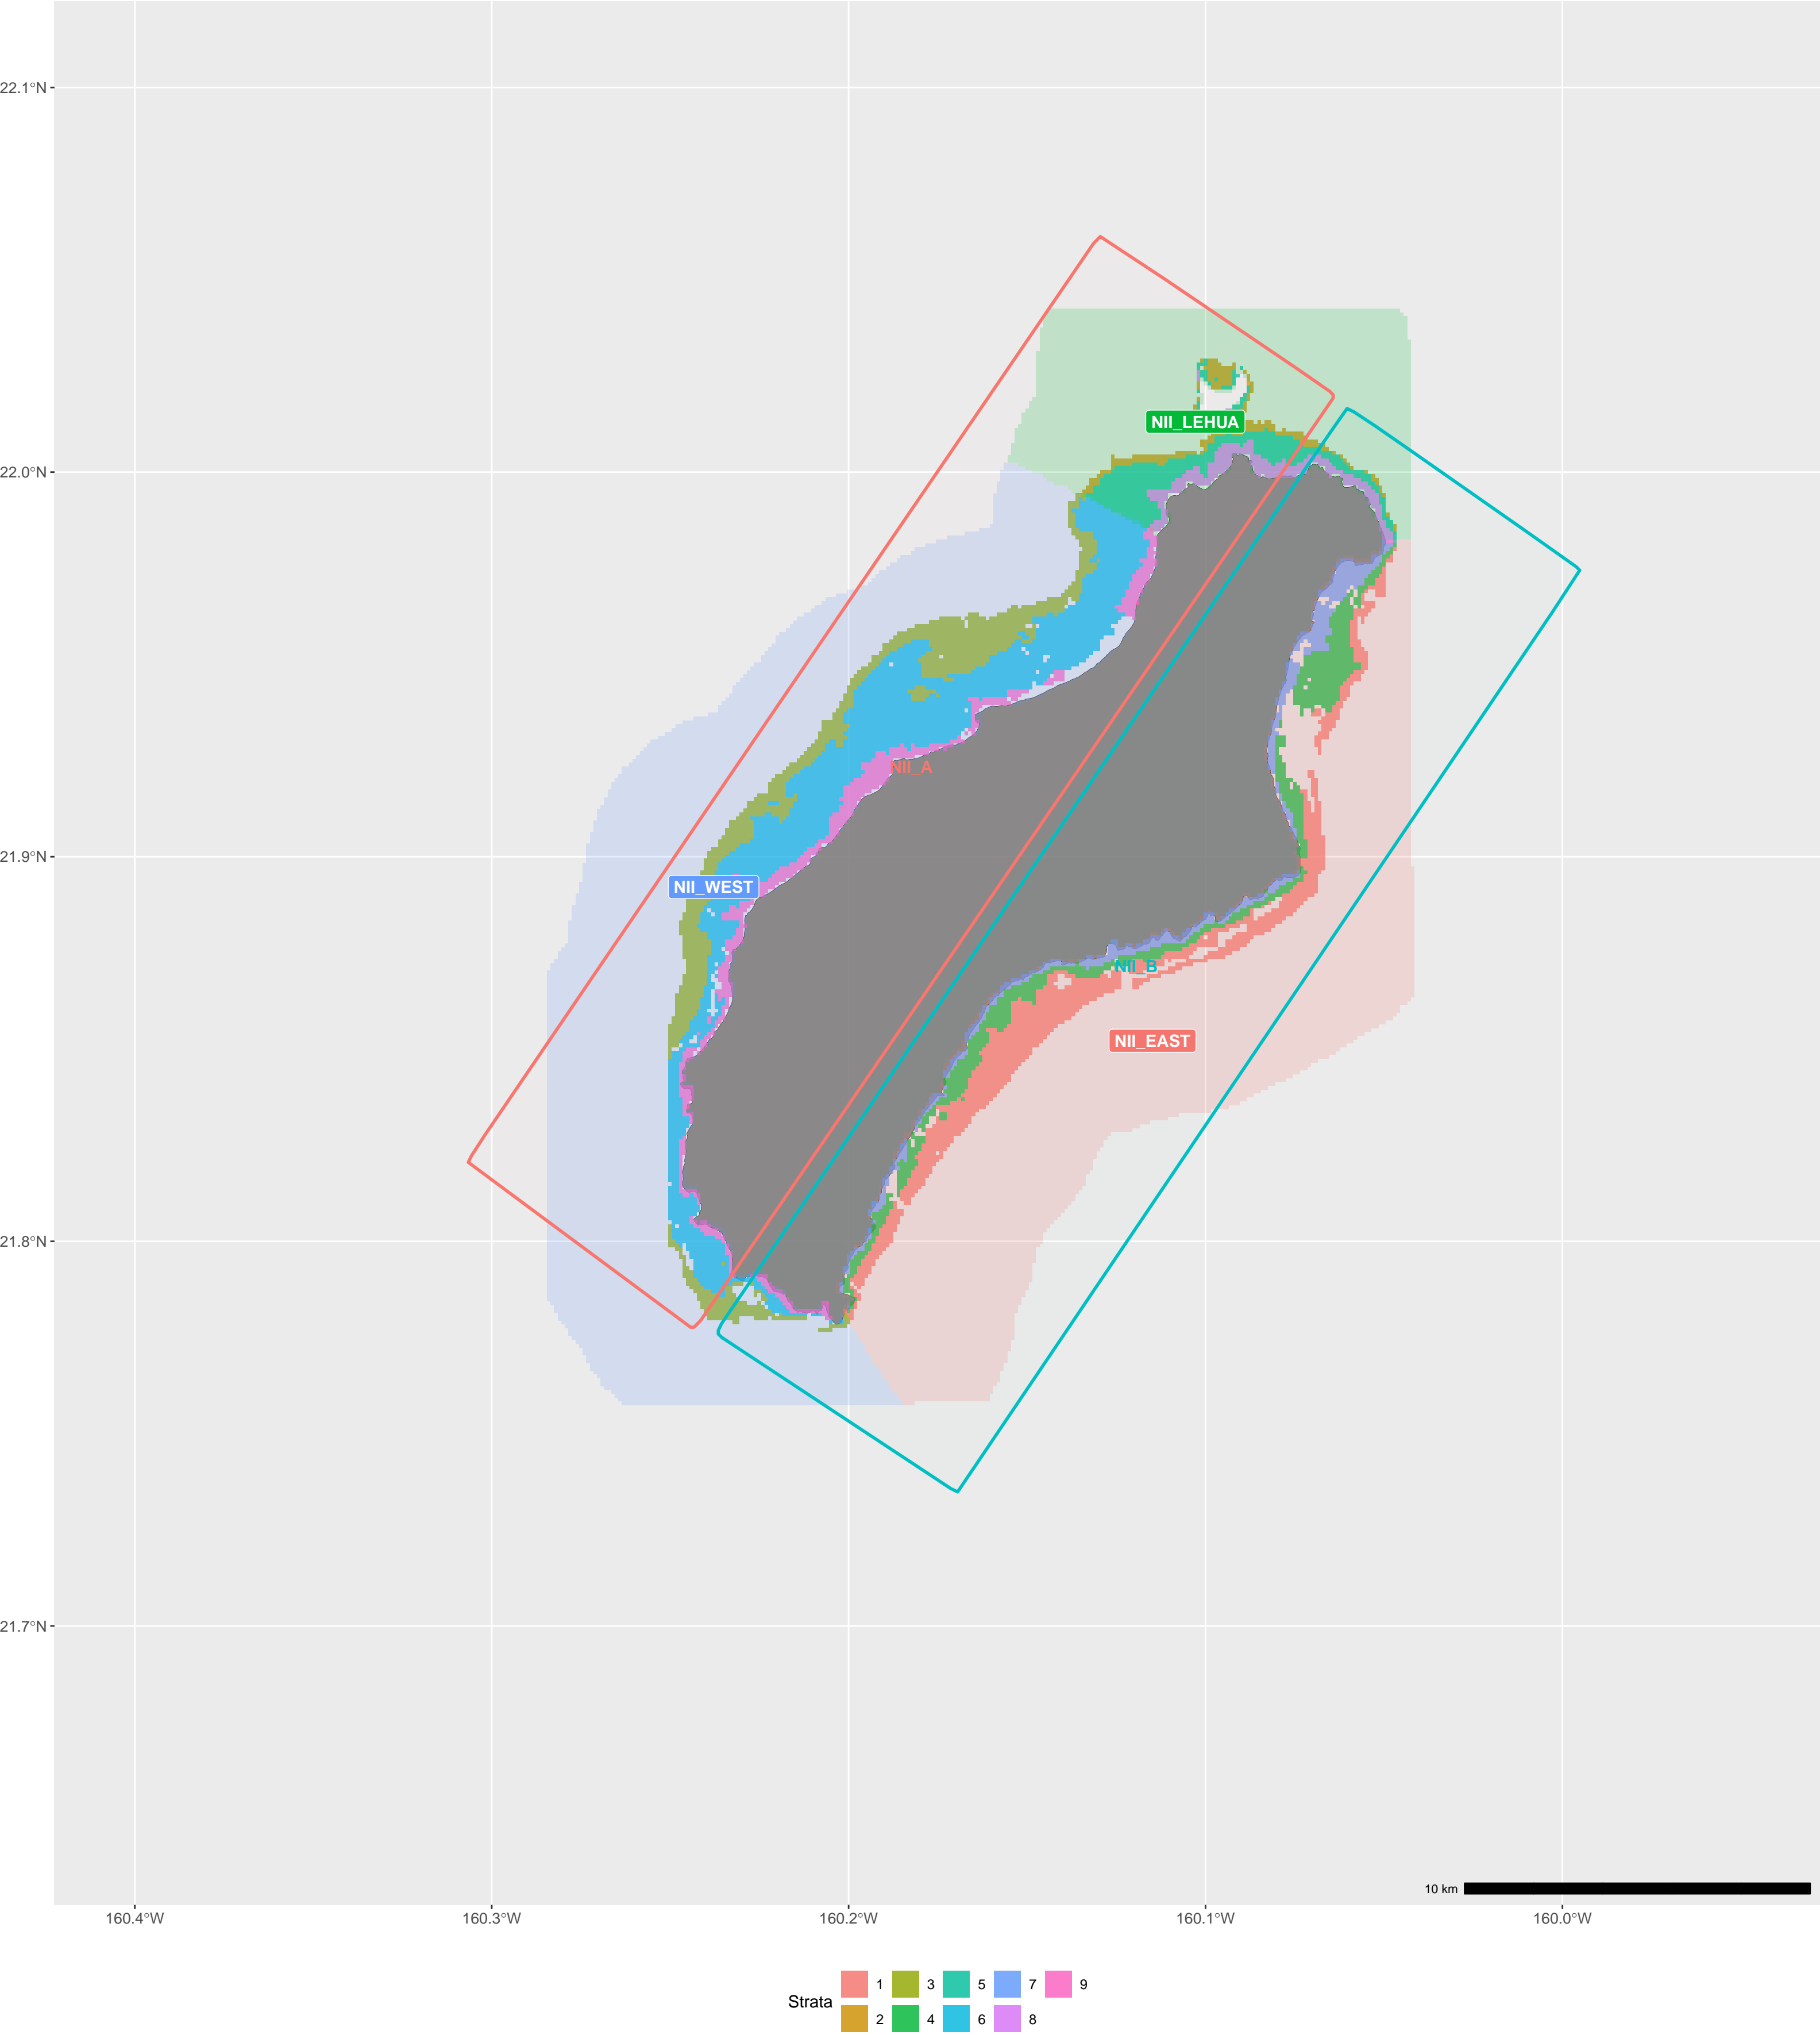 22.1°N
NII_LEHUA
22.0°N
NII_A
21.9°N
NII_WEST
NII_B
NII_EAST
21.8°N
21.7°N
10 km
160.4°W 160.3°W 160.2°W 160.1°W 160.0°W
Strata
1 3 5 7 9
2 4 6 8